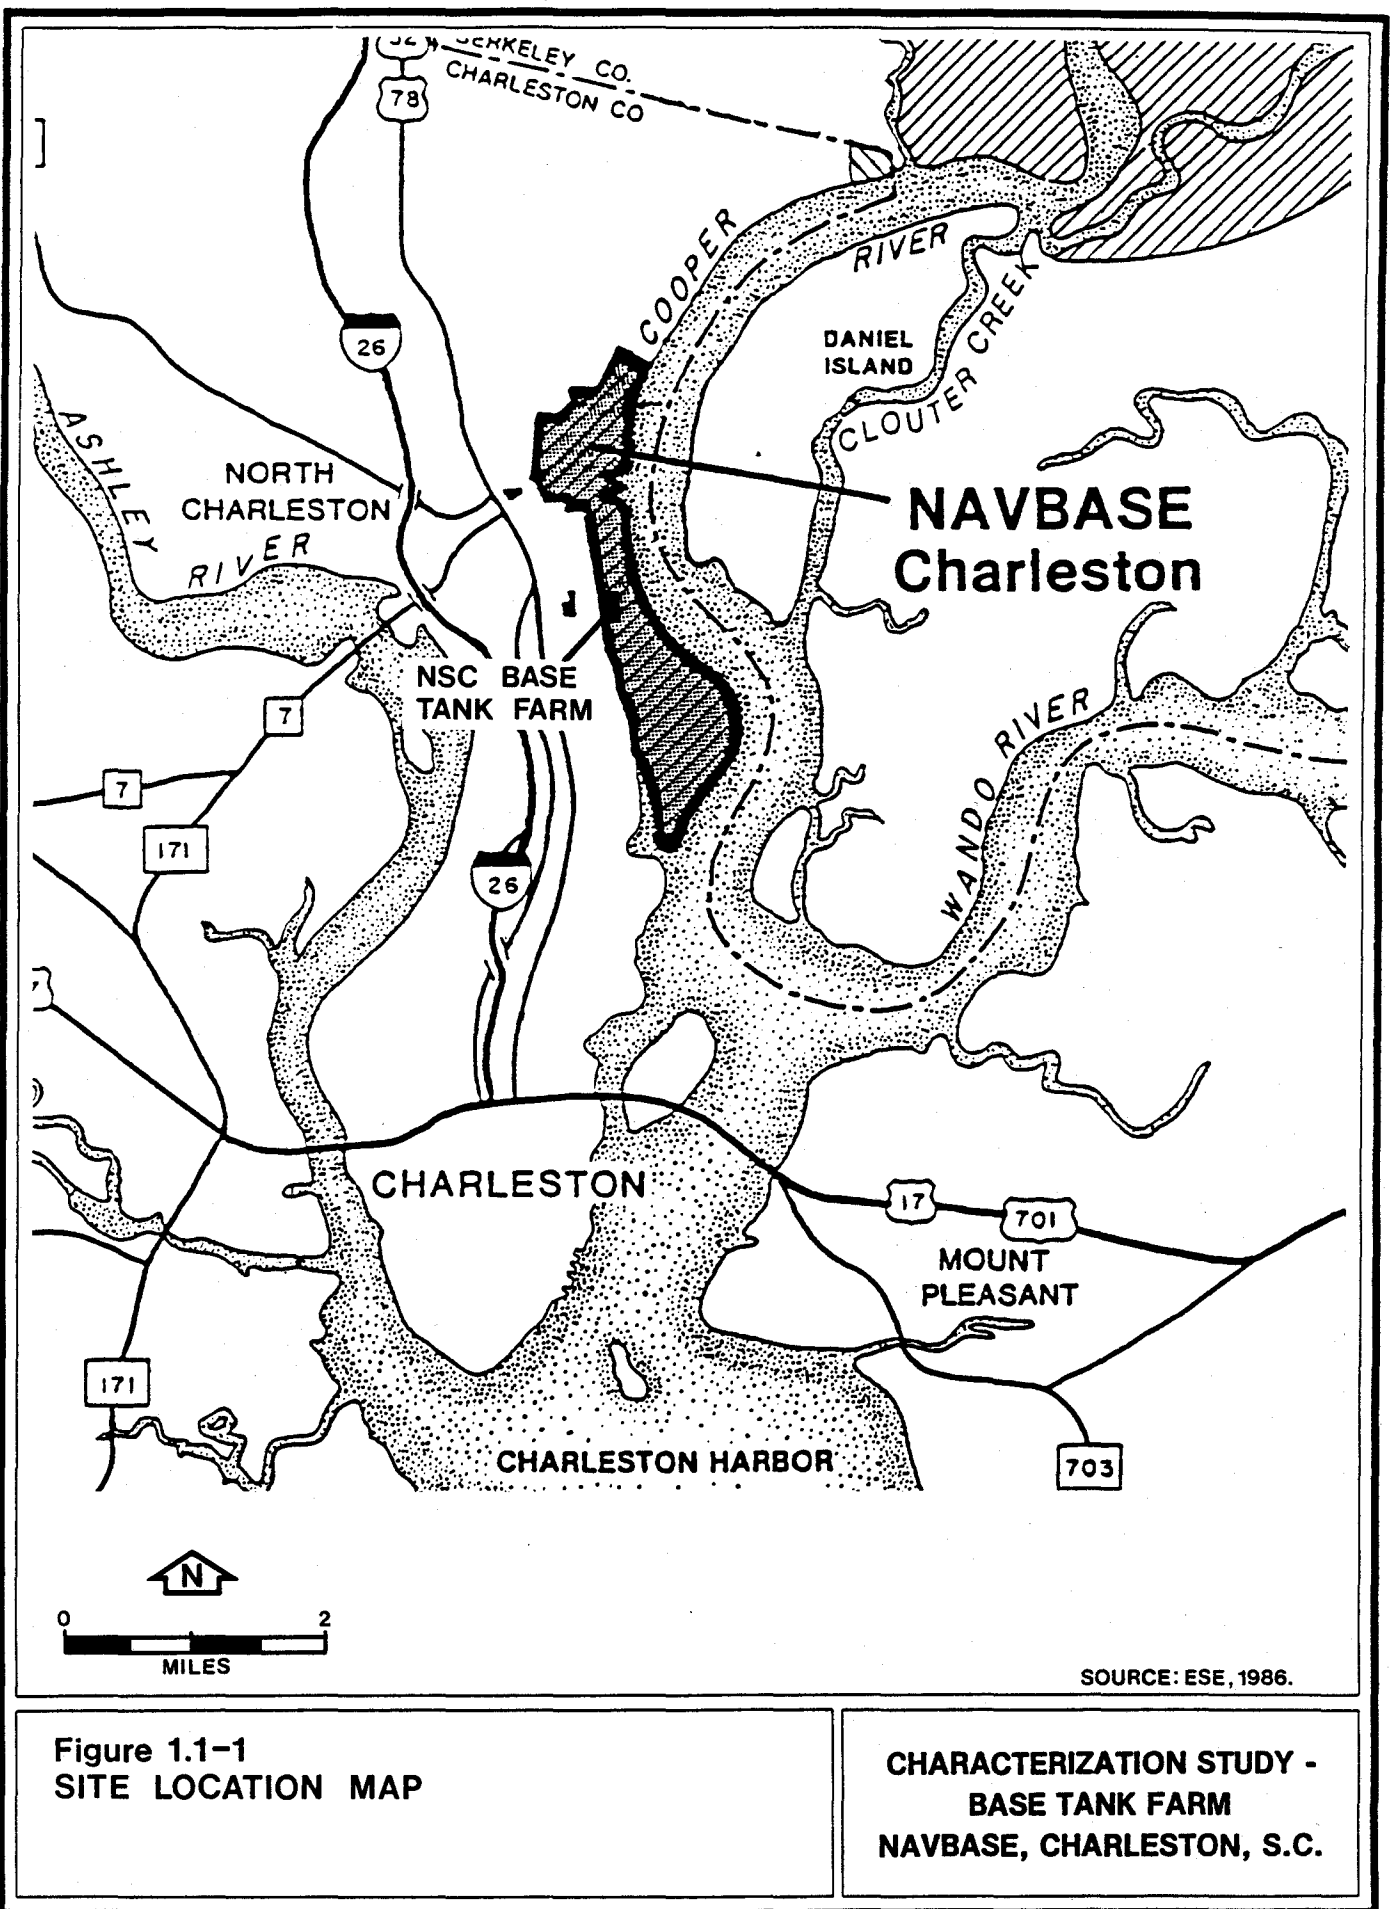 BERKELEY CO.
CHARLESTON CO
78
COOPER
RIVER
26
DANIEL
ISLAND
CLOUTER CREEK
ASHLEY
RIVER
NORTH
CHARLESTON
NAVBASE
Charleston
NSC BASE
TANK FARM
7
7
171
26
WANDO RIVER
CHARLESTON
17
701
MOUNT
PLEASANT
171
CHARLESTON HARBOR
703
N
0 2
MILES
SOURCE: ESE, 1986.
Figure 1.1-1
SITE LOCATION MAP
CHARACTERIZATION STUDY -
BASE TANK FARM
NAVBASE, CHARLESTON, S.C.